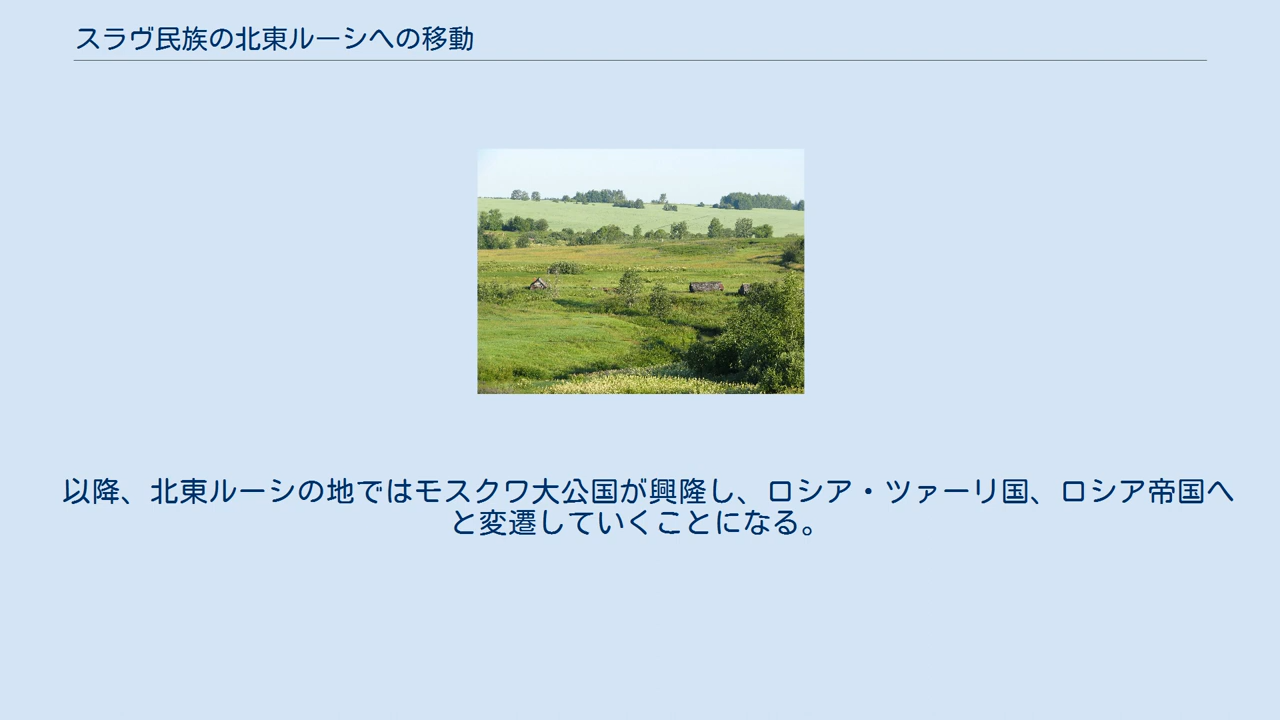 スラヴ民族の北東ルーシへの移動
以降、北東ルーシの地ではモスクワ大公国が興隆し、ロシア・ツァーリ国、ロシア帝国へ
と変遷していくことになる。